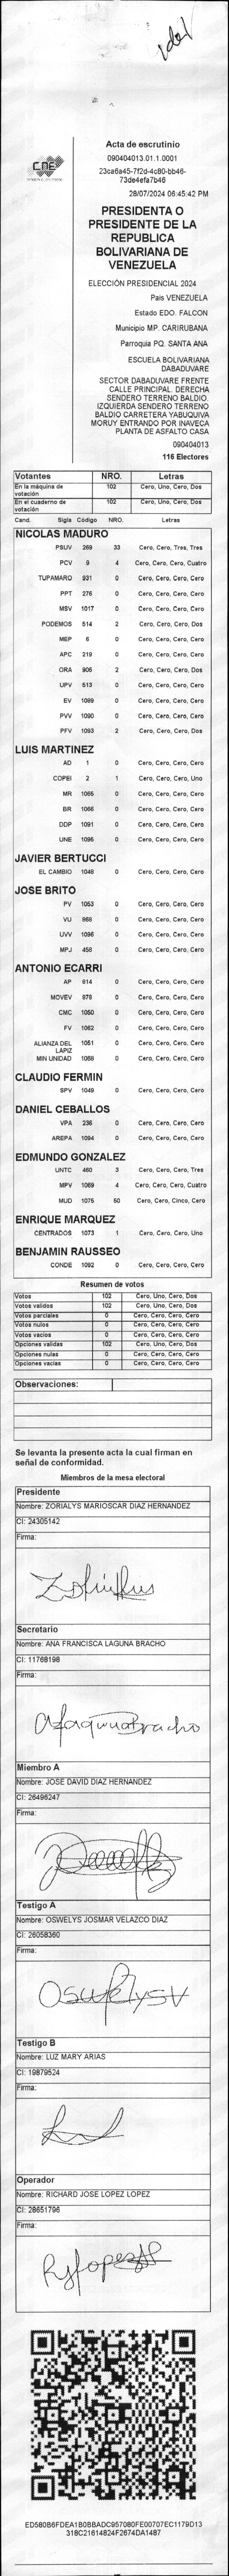 1 de 1
CNE
Acta de escrutinio
090404013.01.1.0001
23ca6a45-7f2d-4c80-bb46-
73de4efa7b46
28/07/2024 06:45:42 PM
PRESIDENTA O
PRESIDENTE DE LA
REPUBLICA
BOLIVARIANA DE
VENEZUELA
ELECCIÓN PRESIDENCIAL 2024
Pais VENEZUELA
Estado EDO. FALCON
Municipio MP. CARIRUBANA
Parroquia PQ. SANTA ANA
ESCUELA BOLIVARIANA
DABADUVARE
SECTOR DABADUVARE FRENTE
CALLE PRINCIPAL. DERECHA
SENDERO TERRENO BALDIO.
IZQUIERDA SENDERO TERRENO
BALDIO CARRETERA YABUQUIVA
MORUY ENTRANDO POR INAVECA
PLANTA DE ASFALTO CASA
090404013
116 Electores
Votantes NRO. Letras
En la máquina de votación 102 Cero, Uno, Cero, Dos
En el cuaderno de votación 102 Cero, Uno, Cero, Dos
Cand. Sigla Código NRO. Letras
NICOLAS MADURO
PSUV 269 33 Cero, Cero, Tres, Tres
PCV 9 4 Cero, Cero, Cero, Cuatro
TUPAMARO 931 0 Cero, Cero, Cero, Cero
PPT 276 0 Cero, Cero, Cero, Cero
MSV 1017 0 Cero, Cero, Cero, Cero
PODEMOS 514 2 Cero, Cero, Cero, Dos
MEP 6 0 Cero, Cero, Cero, Cero
APC 219 0 Cero, Cero, Cero, Cero
ORA 906 2 Cero, Cero, Cero, Dos
UPV 513 0 Cero, Cero, Cero, Cero
EV 1089 0 Cero, Cero, Cero, Cero
PVV 1090 0 Cero, Cero, Cero, Cero
PFV 1093 2 Cero, Cero, Cero, Dos
LUIS MARTINEZ
AD 1 0 Cero, Cero, Cero, Cero
COPEI 2 1 Cero, Cero, Cero, Uno
MR 1065 0 Cero, Cero, Cero, Cero
BR 1066 0 Cero, Cero, Cero, Cero
DDP 1091 0 Cero, Cero, Cero, Cero
UNE 1095 0 Cero, Cero, Cero, Cero
JAVIER BERTUCCI
EL CAMBIO 1048 0 Cero, Cero, Cero, Cero
JOSE BRITO
PV 1053 0 Cero, Cero, Cero, Cero
VU 868 0 Cero, Cero, Cero, Cero
UVV 1096 0 Cero, Cero, Cero, Cero
MPJ 458 0 Cero, Cero, Cero, Cero
ANTONIO ECARRI
AP 814 0 Cero, Cero, Cero, Cero
MOVEV 878 0 Cero, Cero, Cero, Cero
CMC 1050 0 Cero, Cero, Cero, Cero
FV 1062 0 Cero, Cero, Cero, Cero
ALIANZA DEL LAPIZ 1051 0 Cero, Cero, Cero, Cero
MIN UNIDAD 1068 0 Cero, Cero, Cero, Cero
CLAUDIO FERMIN
SPV 1049 0 Cero, Cero, Cero, Cero
DANIEL CEBALLOS
VPA 236 0 Cero, Cero, Cero, Cero
AREPA 1094 0 Cero, Cero, Cero, Cero
EDMUNDO GONZALEZ
UNTC 460 3 Cero, Cero, Cero, Tres
MPV 1069 4 Cero, Cero, Cero, Cuatro
MUD 1075 50 Cero, Cero, Cinco, Cero
ENRIQUE MARQUEZ
CENTRADOS 1073 1 Cero, Cero, Cero, Uno
BENJAMIN RAUSSEO
CONDE 1092 0 Cero, Cero, Cero, Cero
Resumen de votos
Votos 102 Cero, Uno, Cero, Dos
Votos validos 102 Cero, Uno, Cero, Dos
Votos parciales 0 Cero, Cero, Cero, Cero
Votos nulos 0 Cero, Cero, Cero, Cero
Votos vacios 0 Cero, Cero, Cero, Cero
Opciones validas 102 Cero, Uno, Cero, Dos
Opciones nulas 0 Cero, Cero, Cero, Cero
Opciones vacias 0 Cero, Cero, Cero, Cero
Observaciones:
Se levanta la presente acta la cual firman en
señal de conformidad.
Miembros de la mesa electoral
Presidente
Nombre: ZORIALYS MARIOSCAR DIAZ HERNANDEZ
CI: 24305142
Firma:
Secretario
Nombre: ANA FRANCISCA LAGUNA BRACHO
CI: 11768198
Firma:
Miembro A
Nombre: JOSE DAVID DIAZ HERNANDEZ
CI: 26496247
Firma:
Testigo A
Nombre: OSWELYS JOSMAR VELAZCO DIAZ
CI: 26058360
Firma:
OswelysV
Testigo B
Nombre: LUZ MARY ARIAS
CI: 19879524
Firma:
Operador
Nombre: RICHARD JOSE LOPEZ LOPEZ
CI: 28651796
Firma:
ED580B6FDEA1B0BBADC957080FE00707EC1179D13
318C21614824F2674DA1487